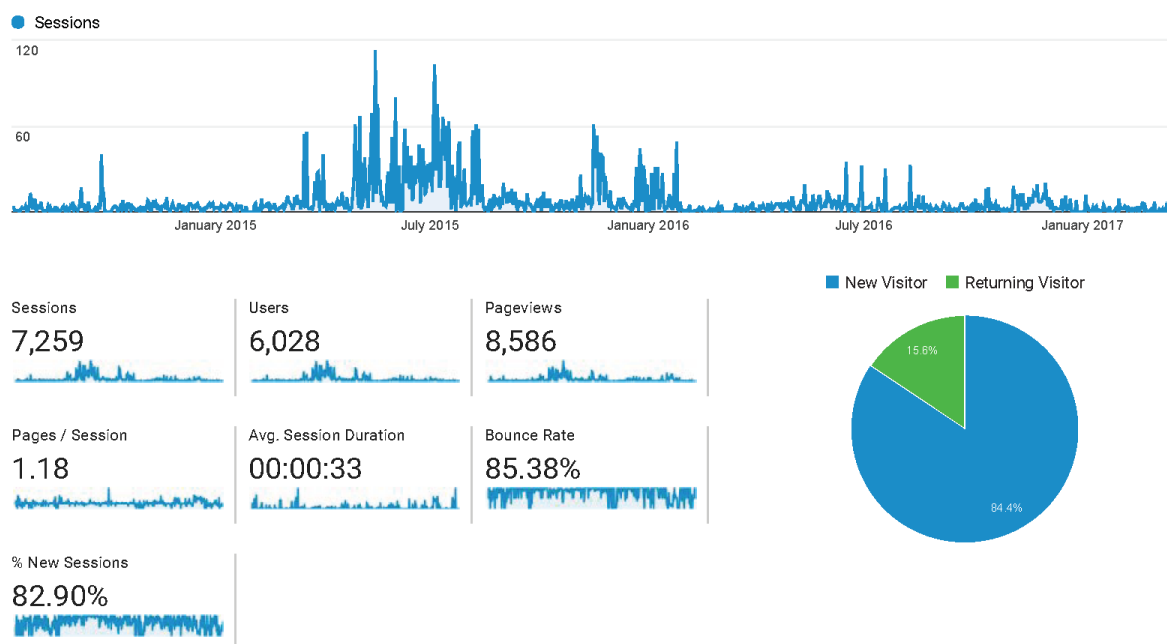 Sessions
120
60
January 2015
July 2015
January 2016
July 2016
January 2017
Sessions
7,259
Users
6,028
Pageviews
8,586
Pages / Session
1.18
Avg. Session Duration
00:00:33
Bounce Rate
85.38%
% New Sessions
82.90%
New Visitor
Returning Visitor
15.6%
84.4%